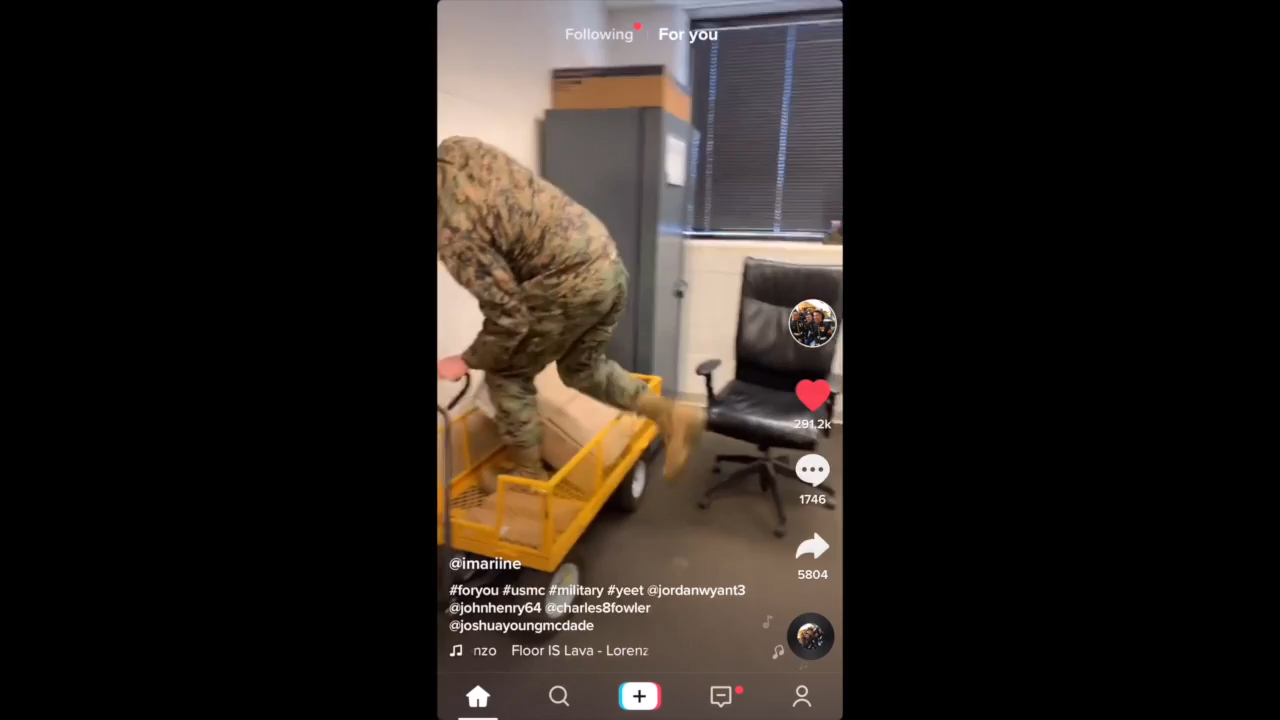 Following
For you
291.2k
1746
5804
@imariine
#foryou #usmc #military #yeet @jordanwyant3
@johnhenry64 @charles8fowler
@joshuayoungmcdade
nzo Floor IS Lava - Lorenz